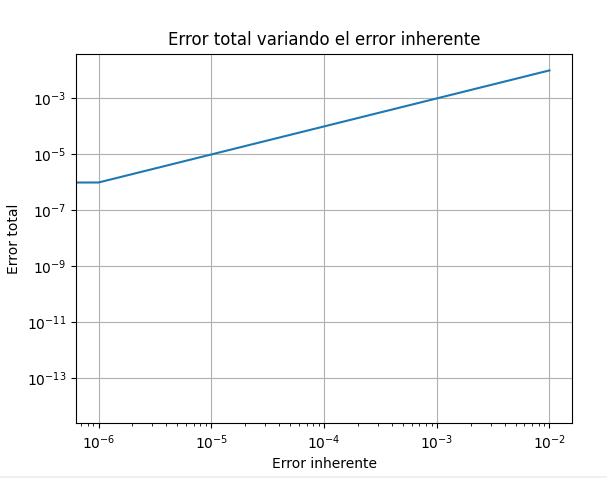 Error total variando el error inherente
Error total
10⁻³
10⁻⁵
10⁻⁷
10⁻⁹
10⁻¹¹
10⁻¹³
10⁻⁶ 10⁻⁵ 10⁻⁴ 10⁻³ 10⁻²
Error inherente